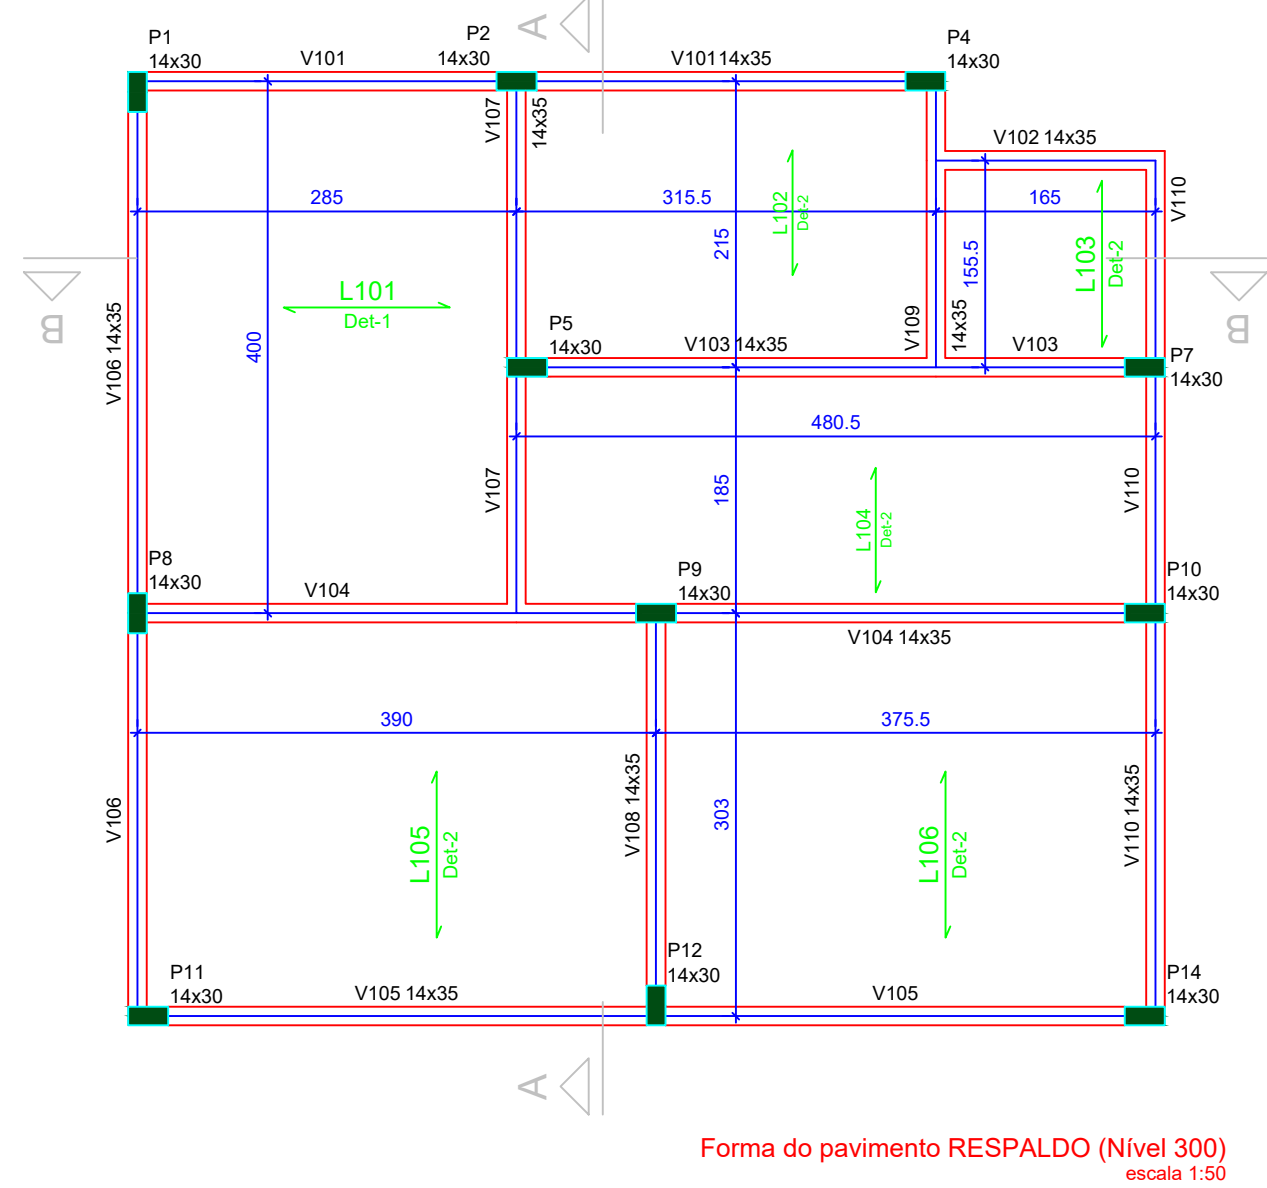 A
P1
14x30
V101
P2
14x30
V101 14x35
P4
14x30
V107
14x35
V102 14x35
V110
285
315.5
165
L102
Det-2
215
155.5
L103
Det-2
B
B
L101
Det-1
V106 14x35
400
P5
14x30
V103 14x35
V109
14x35
V103
P7
14x30
480.5
V107
185
L104
Det-2
V110
P8
14x30
V104
P9
14x30
P10
14x30
V104 14x35
390
375.5
V106
L105
Det-2
V108 14x35
303
L106
Det-2
V110 14x35
P11
14x30
V105 14x35
P12
14x30
V105
P14
14x30
A
Forma do pavimento RESPALDO (Nível 300)
escala 1:50